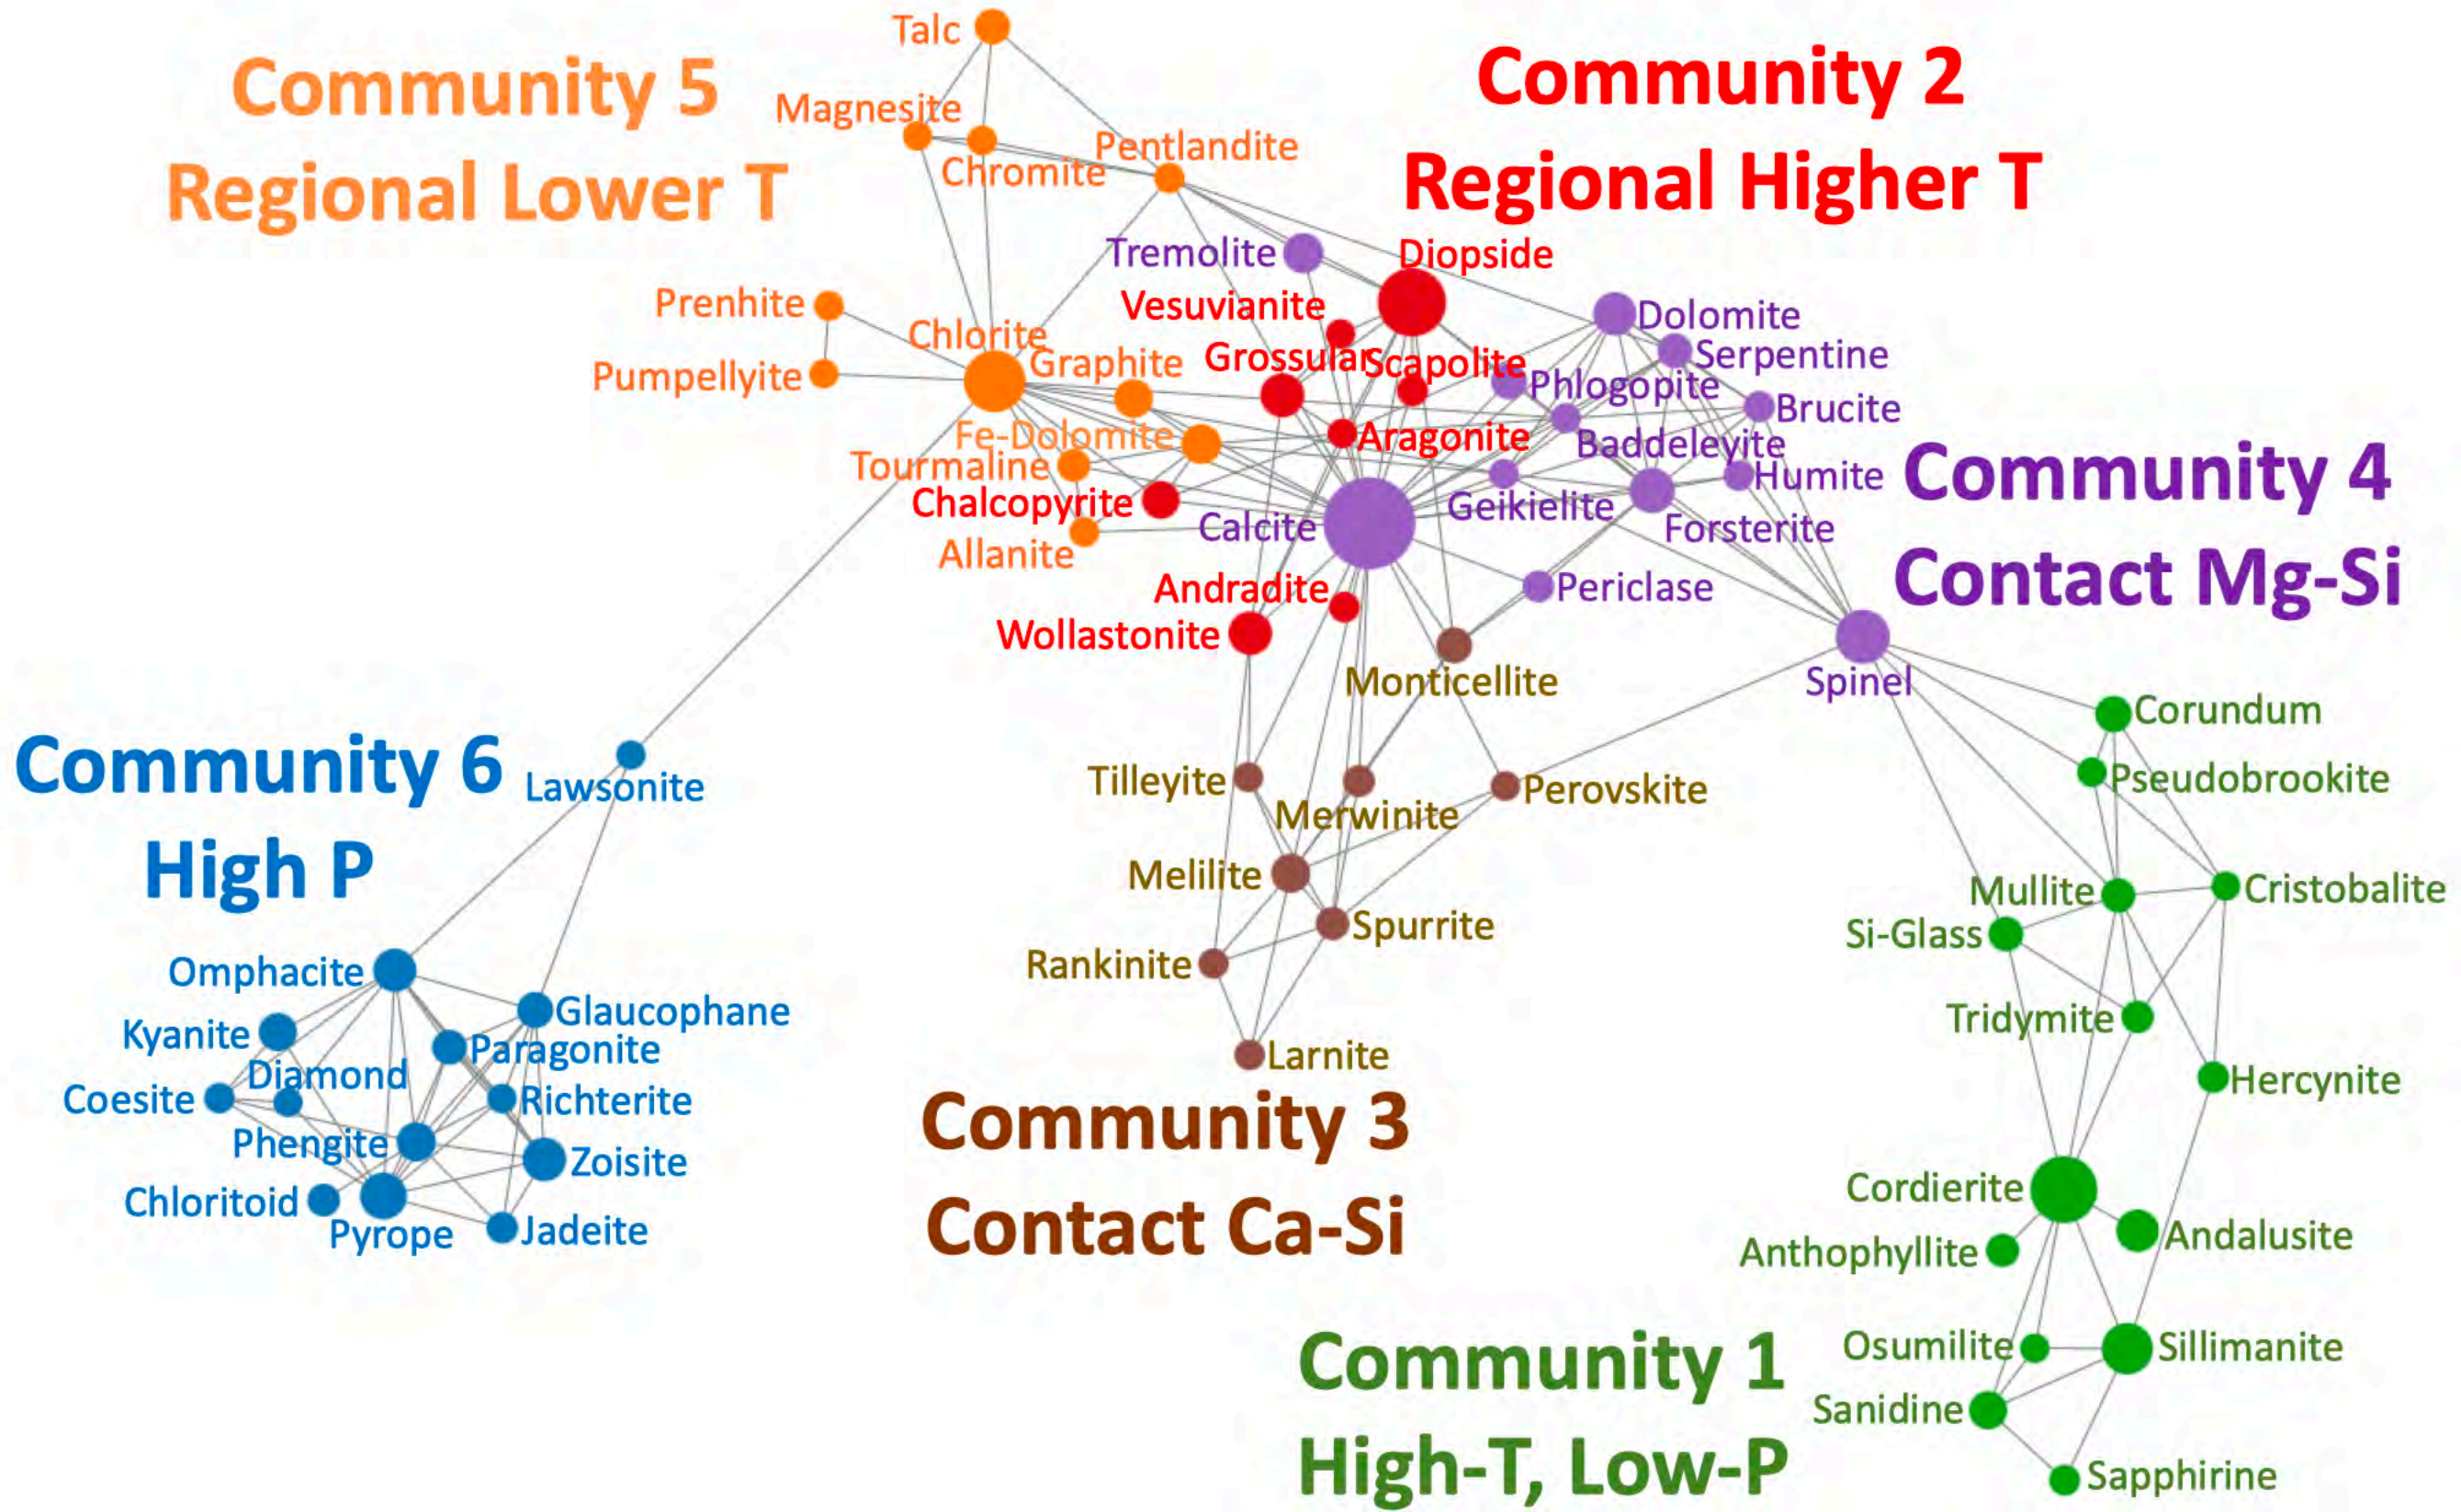 Talc
Community 5
Regional Lower T
Magnesite
Chromite
Pentlandite
Community 2
Regional Higher T
Tremolite
Diopside
Vesuvianite
Prenhite
Chlorite
Pumpellyite
Graphite
Grossular
Scapolite
Dolomite
Serpentine
Phlogopite
Brucite
Fe-Dolomite
Aragonite
Baddeleyite
Tourmaline
Humite
Chalcopyrite
Calcite
Geikielite
Forsterite
Allanite
Community 4
Contact Mg-Si
Andradite
Periclase
Wollastonite
Monticellite
Spinel
Corundum
Pseudobrookite
Community 6
High P
Lawsonite
Tilleyite
Merwinite
Perovskite
Melilite
Spurrite
Rankinite
Larnite
Mullite
Cristobalite
Si-Glass
Tridymite
Hercynite
Omphacite
Glaucophane
Kyanite
Paragonite
Diamond
Coesite
Richterite
Phengite
Zoisite
Chloritoid
Pyrope
Jadeite
Community 3
Contact Ca-Si
Cordierite
Anthophyllite
Andalusite
Community 1
High-T, Low-P
Osumilite
Sillimanite
Sanidine
Sapphirine